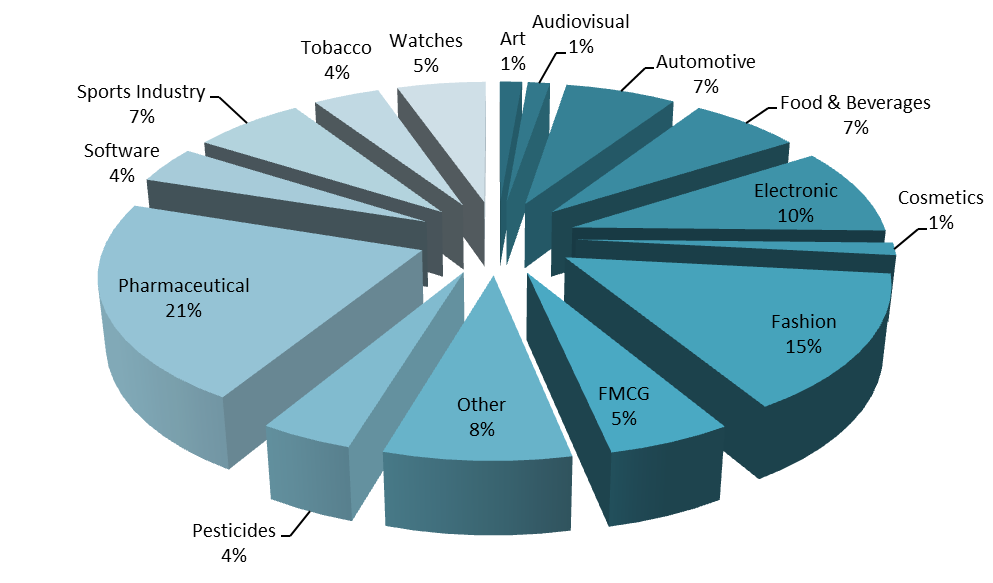 Art
1%
Audiovisual
1%
Automotive
7%
Food & Beverages
7%
Electronic
10%
Cosmetics
1%
Fashion
15%
FMCG
5%
Other
8%
Pesticides
4%
Pharmaceutical
21%
Software
4%
Sports Industry
7%
Tobacco
4%
Watches
5%